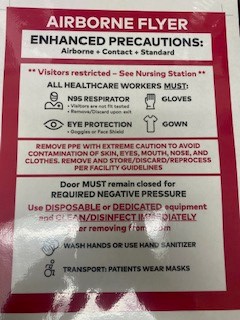 AIRBORNE FLYER
ENHANCED PRECAUTIONS:
Airborne + Contact + Standard
** Visitors restricted – See Nursing Station **
ALL HEALTHCARE WORKERS MUST:
N95 RESPIRATOR
• Visitors are not fit tested
• Remove/Discard upon exit
GLOVES
EYE PROTECTION
• Goggles or Face Shield
GOWN
REMOVE PPE WITH EXTREME CAUTION TO AVOID
CONTAMINATION OF SKIN, EYES, MOUTH, NOSE, AND
CLOTHES. REMOVE AND STORE/DISCARD/REPROCESS
PER FACILITY GUIDELINES
Door MUST remain closed for
REQUIRED NEGATIVE PRESSURE
Use DISPOSABLE or DEDICATED equipment
and CLEAN/DISINFECT IMMEDIATELY
after removing from room
WASH HANDS OR USE HAND SANITIZER
TRANSPORT: PATIENTS WEAR MASKS